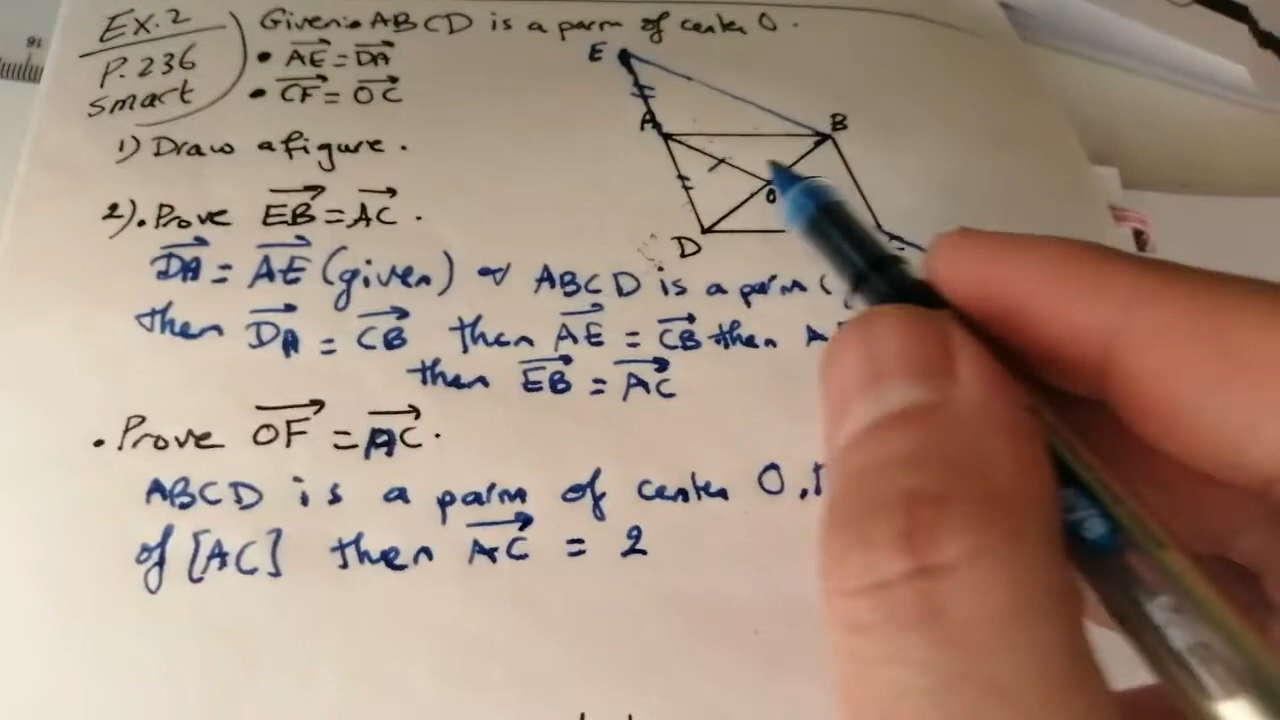 Ex.2
P.236
smart
Given: ABCD is a parm of center O.
• AE = DA
• CF = OC
1) Draw a figure.
2). Prove EB = AC.
DA = AE (given) & ABCD is a parm (
then DA = CB then AE = CB then
then EB = AC
. Prove OF = AC.
ABCD is a parm of center O,
of [AC] then AC = 2
E
A
B
O
D